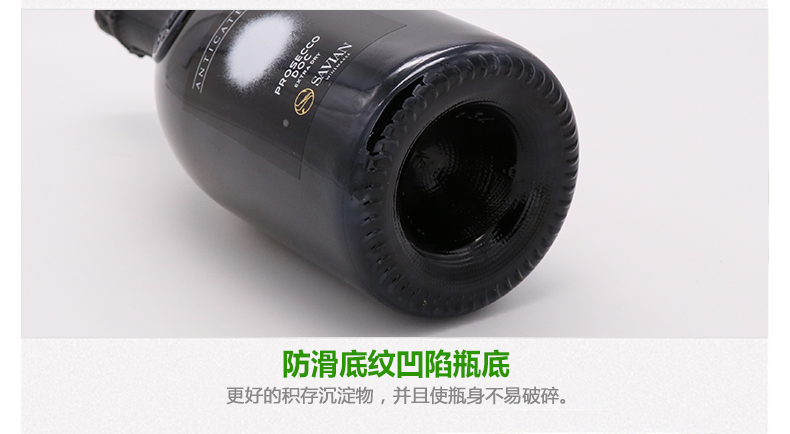 ANTICATE
PROSECCO
DOC
EXTRA DRY
SAVIAN
防滑底纹凹陷瓶底
更好的积存沉淀物，并且使瓶身不易破碎。